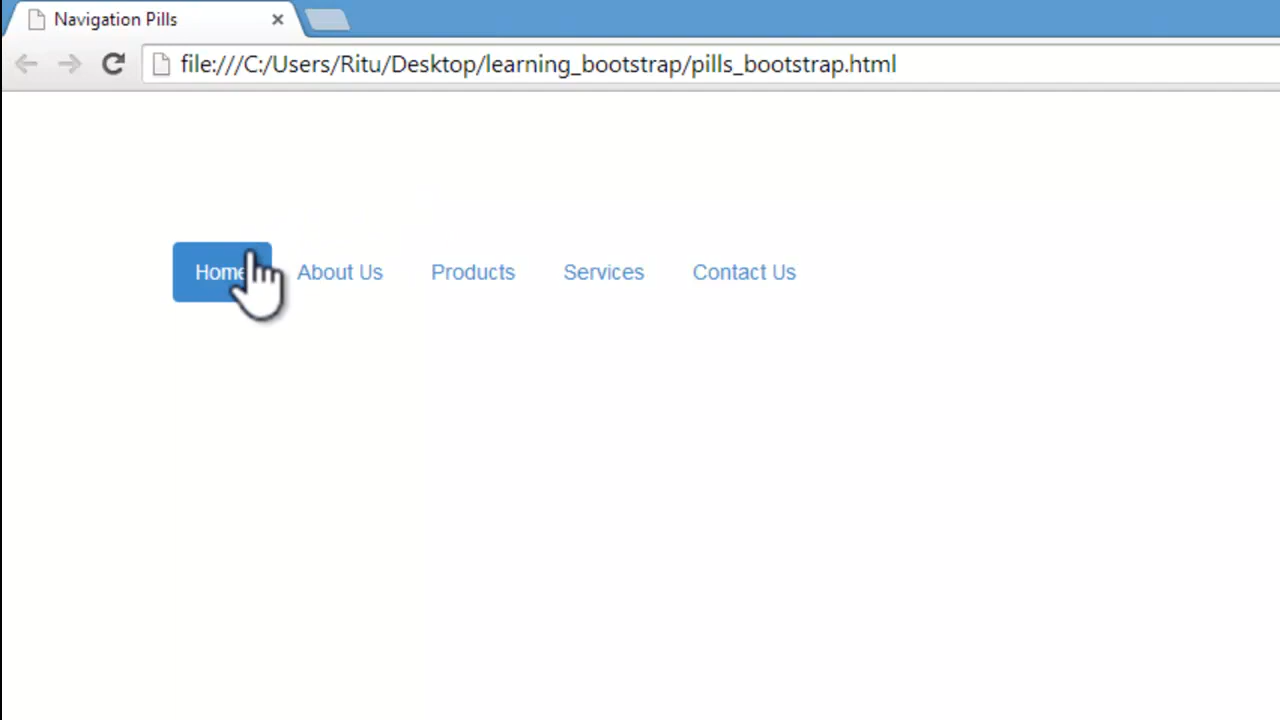 Navigation Pills
file:///C:/Users/Ritu/Desktop/learning_bootstrap/pills_bootstrap.html
Home About Us Products Services Contact Us